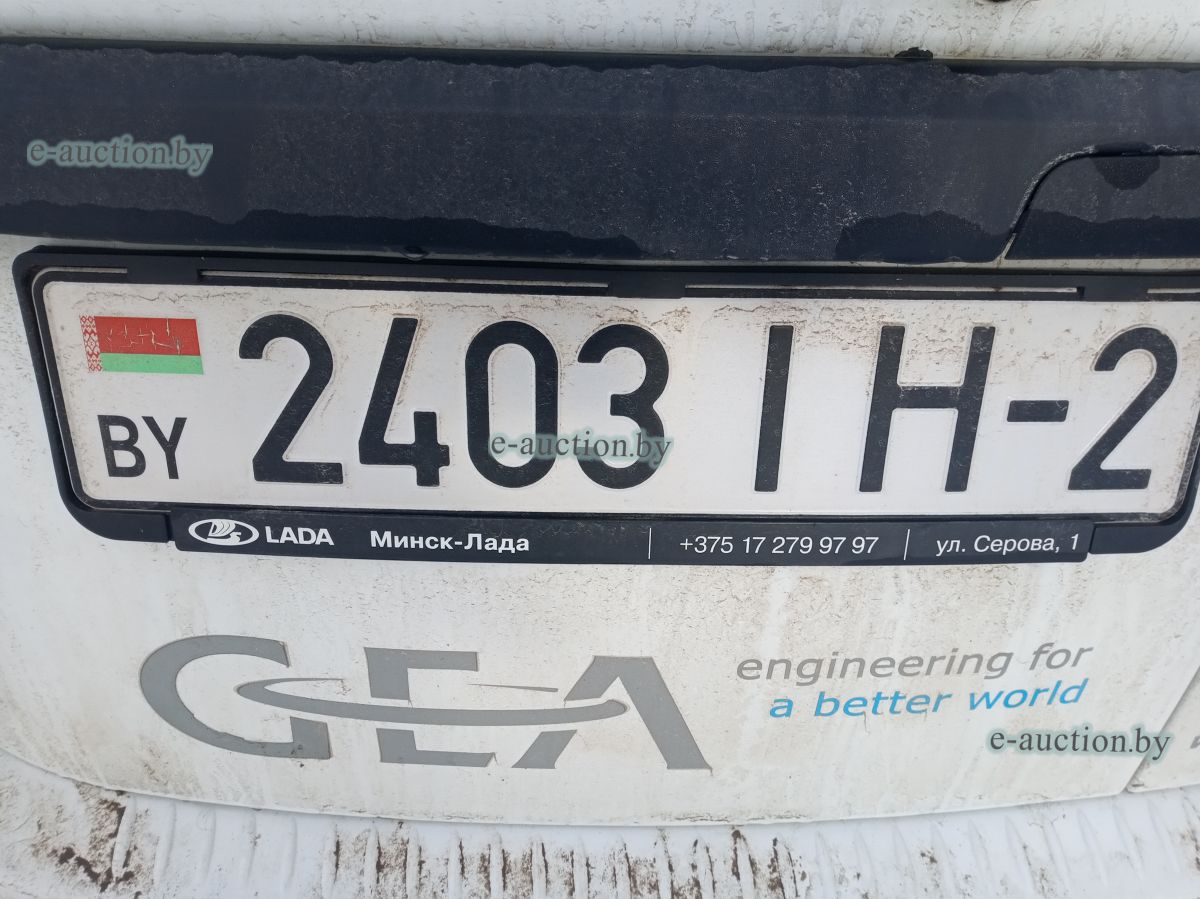 e-auction.by
BY 2403 IH-2
e-auction.by
LADA Минск-Лада +375 17 279 97 97 ул. Серова, 1
GEA engineering for
a better world
e-auction.by